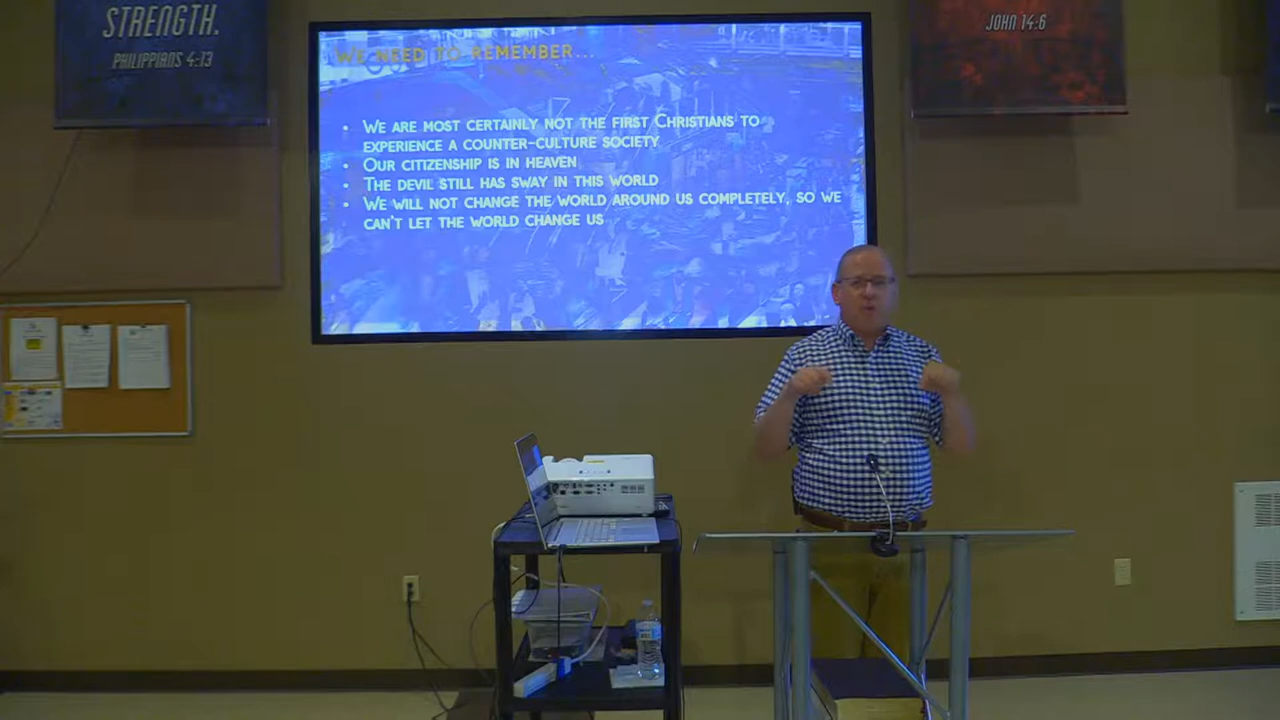 STRENGTH.
PHILIPPIANS 4:13
JOHN 14:6
WE NEED TO REMEMBER...
• WE ARE MOST CERTAINLY NOT THE FIRST CHRISTIANS TO
EXPERIENCE A COUNTER-CULTURE SOCIETY
• OUR CITIZENSHIP IS IN HEAVEN
• THE DEVIL STILL HAS SWAY IN THIS WORLD
• WE WILL NOT CHANGE THE WORLD AROUND US COMPLETELY, SO WE
CAN'T LET THE WORLD CHANGE US